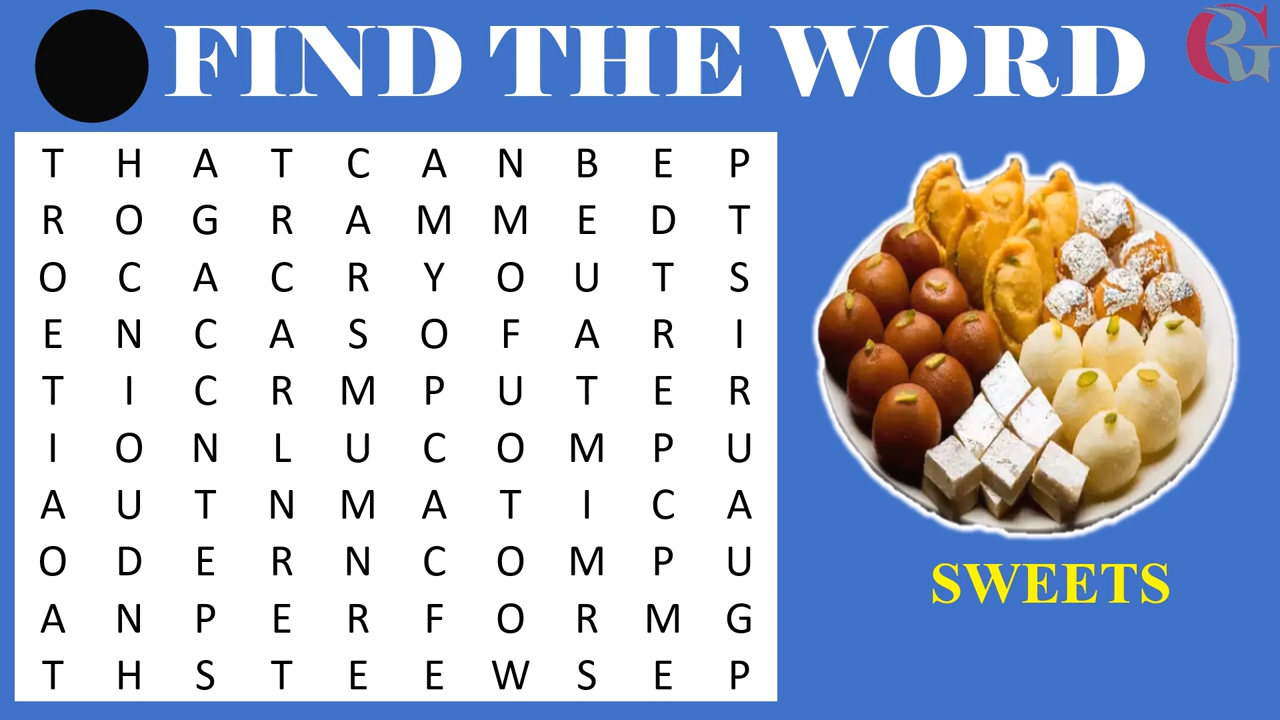 FIND THE WORD
T H A T C A N B E P
R O G R A M M E D T
O C A C R Y O U T S
E N C A S O F A R I
T I C R M P U T E R
I O N L U C O M P U
A U T N M A T I C A
O D E R N C O M P U
A N P E R F O R M G
T H S T E E W S E P
SWEETS